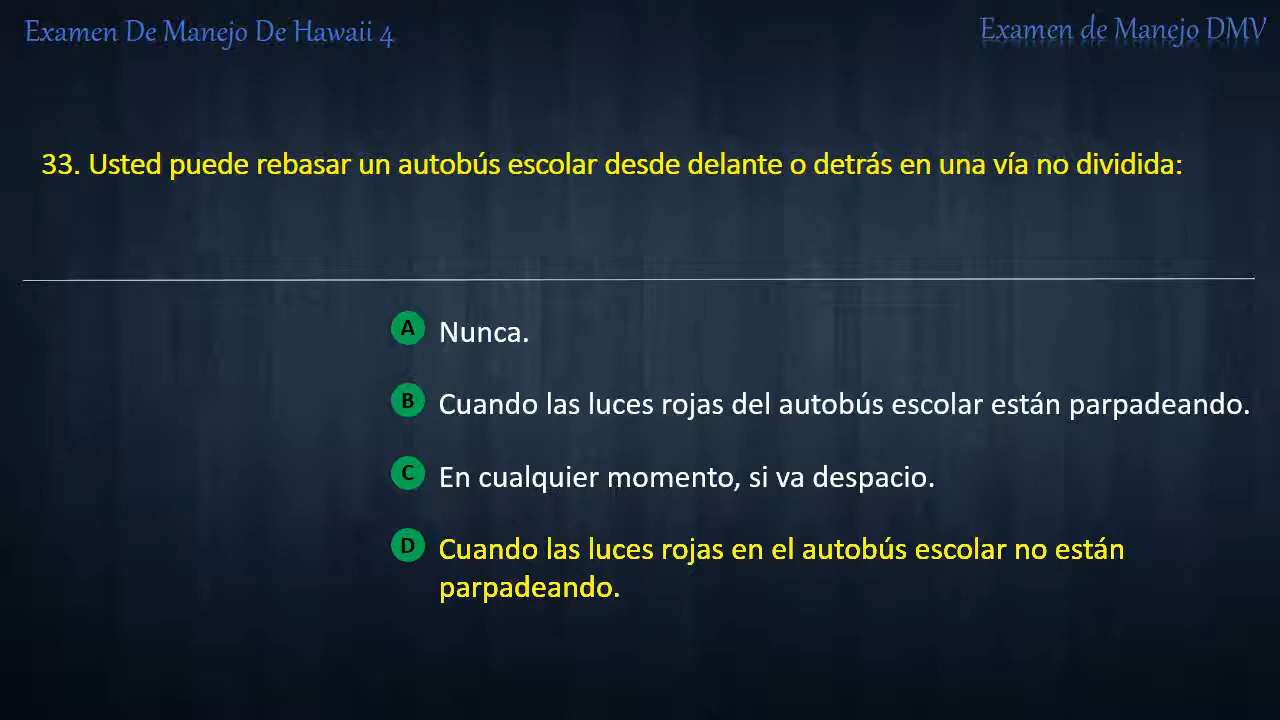 Examen De Manejo De Hawaii 4
Examen de Manejo DMV
33. Usted puede rebasar un autobús escolar desde delante o detrás en una vía no dividida:
A Nunca.
B Cuando las luces rojas del autobús escolar están parpadeando.
C En cualquier momento, si va despacio.
D Cuando las luces rojas en el autobús escolar no están
parpadeando.